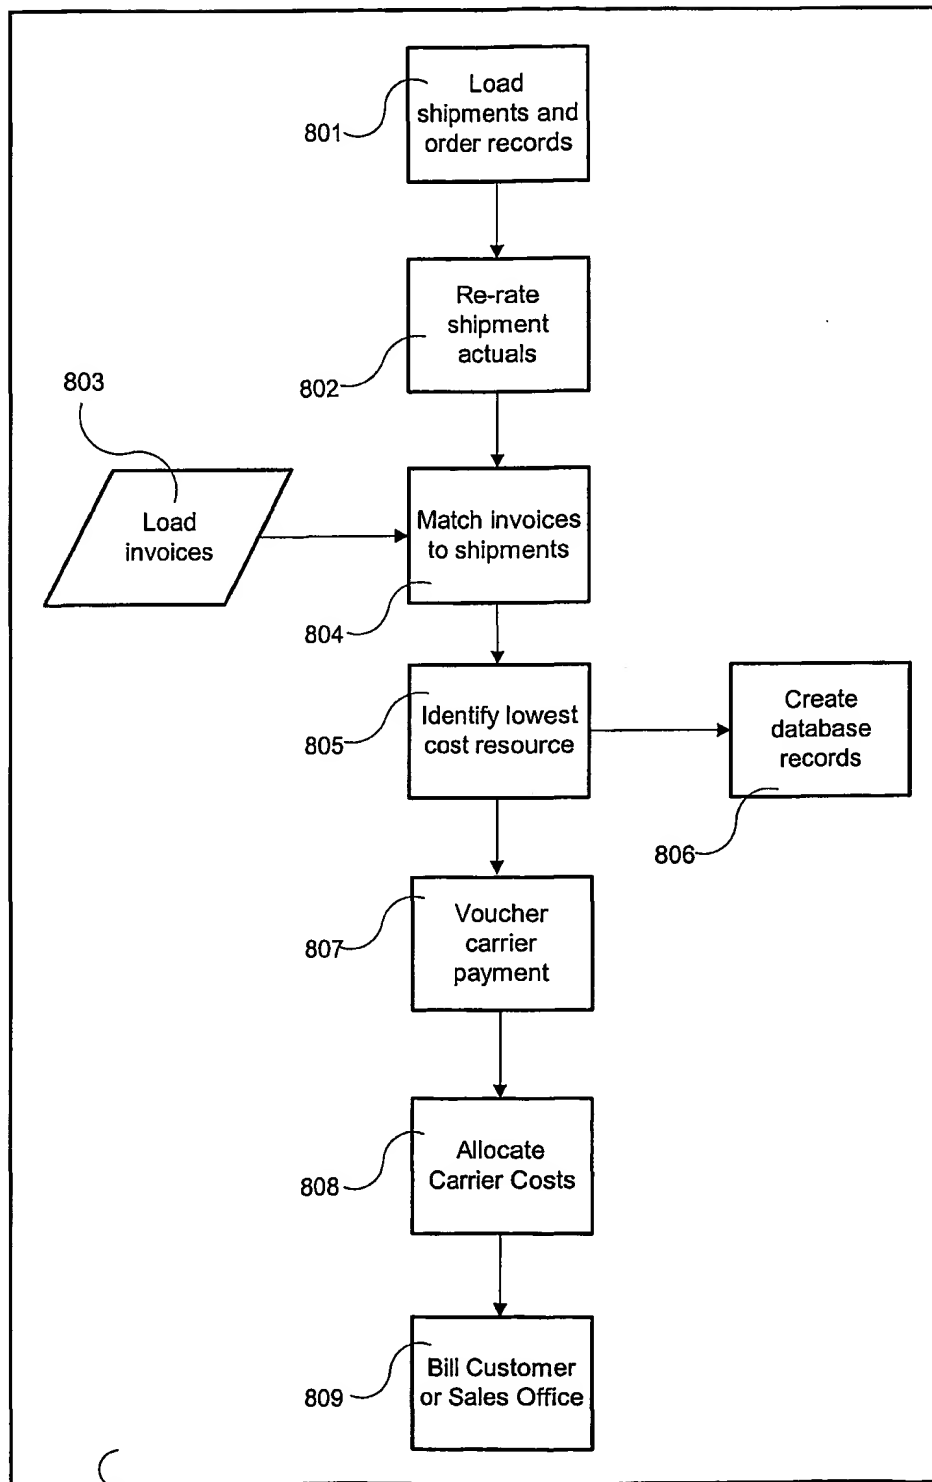 Load
shipments and
order records
801
Re-rate
shipment
actuals
802
803
Load
invoices
Match invoices
to shipments
804
Identify lowest
cost resource
805
Create
database
records
806
Voucher
carrier
payment
807
Allocate
Carrier Costs
808
Bill Customer
or Sales Office
809